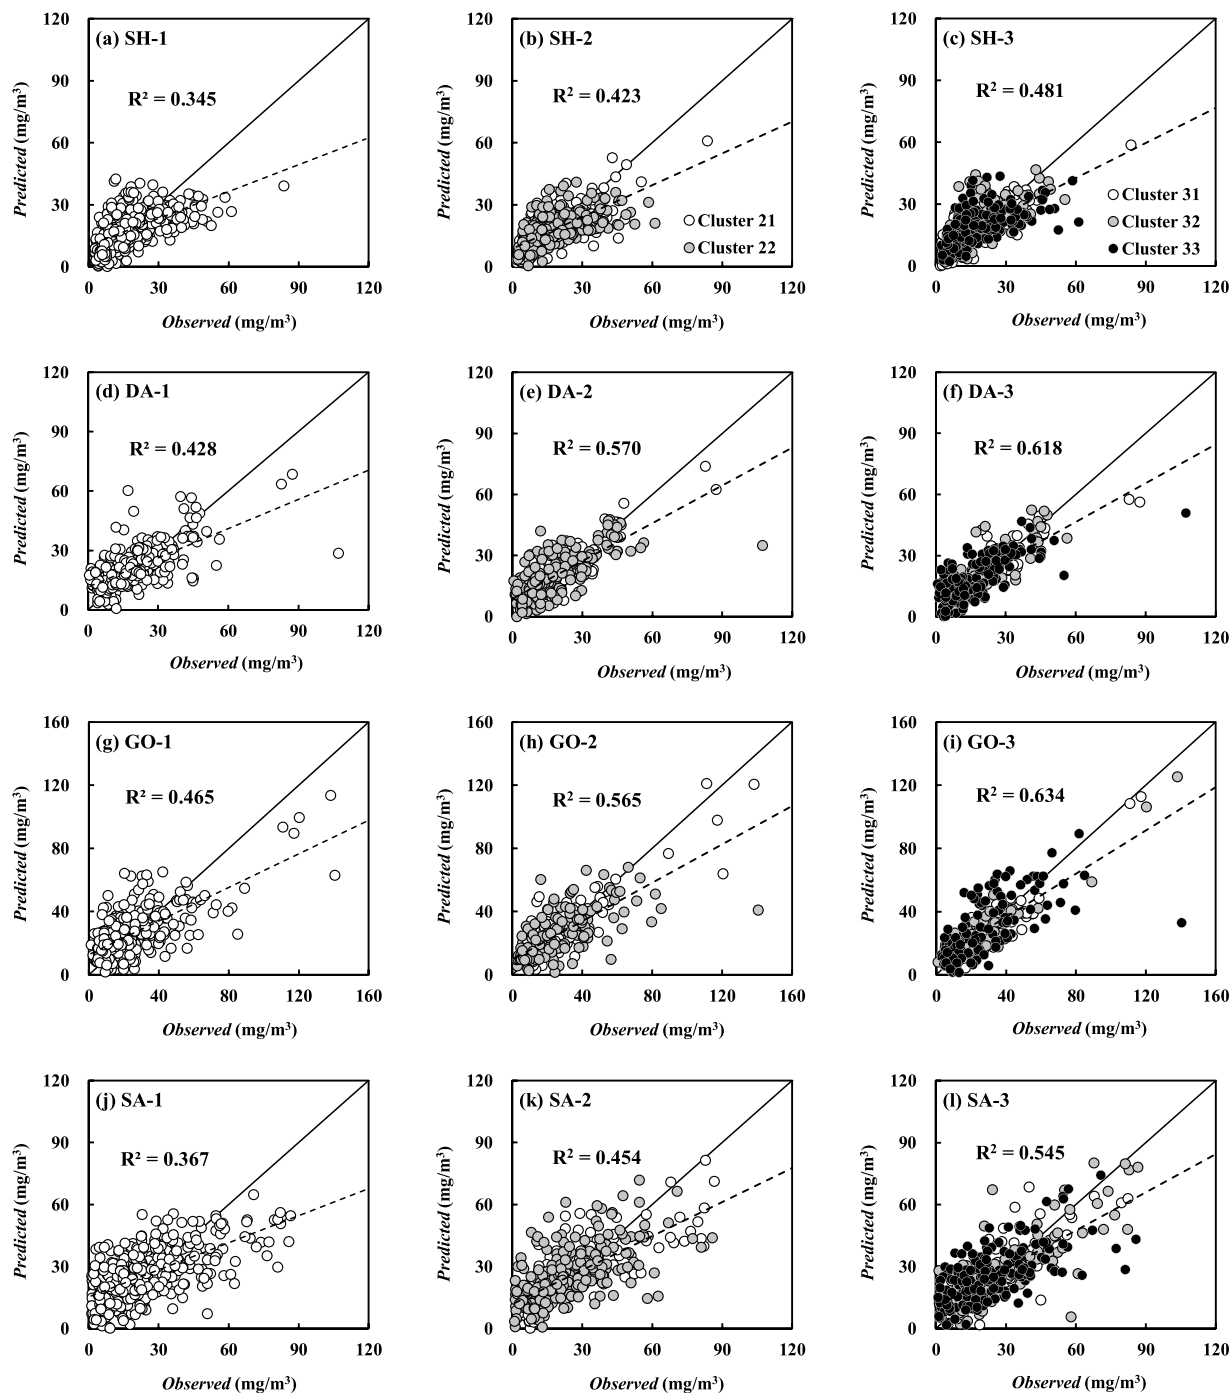 (a) SH-1
R² = 0.345
Predicted (mg/m³)
120
90
60
30
0
0 30 60 90 120
Observed (mg/m³)
(b) SH-2
R² = 0.423
Cluster 21
Cluster 22
Predicted (mg/m³)
120
90
60
30
0
0 30 60 90 120
Observed (mg/m³)
(c) SH-3
R² = 0.481
Cluster 31
Cluster 32
Cluster 33
Predicted (mg/m³)
120
90
60
30
0
0 30 60 90 120
Observed (mg/m³)
(d) DA-1
R² = 0.428
Predicted (mg/m³)
120
90
60
30
0
0 30 60 90 120
Observed (mg/m³)
(e) DA-2
R² = 0.570
Predicted (mg/m³)
120
90
60
30
0
0 30 60 90 120
Observed (mg/m³)
(f) DA-3
R² = 0.618
Predicted (mg/m³)
120
90
60
30
0
0 30 60 90 120
Observed (mg/m³)
(g) GO-1
R² = 0.465
Predicted (mg/m³)
160
120
80
40
0
0 40 80 120 160
Observed (mg/m³)
(h) GO-2
R² = 0.565
Predicted (mg/m³)
160
120
80
40
0
0 40 80 120 160
Observed (mg/m³)
(i) GO-3
R² = 0.634
Predicted (mg/m³)
160
120
80
40
0
0 40 80 120 160
Observed (mg/m³)
(j) SA-1
R² = 0.367
Predicted (mg/m³)
120
90
60
30
0
0 30 60 90 120
Observed (mg/m³)
(k) SA-2
R² = 0.454
Predicted (mg/m³)
120
90
60
30
0
0 30 60 90 120
Observed (mg/m³)
(l) SA-3
R² = 0.545
Predicted (mg/m³)
120
90
60
30
0
0 30 60 90 120
Observed (mg/m³)